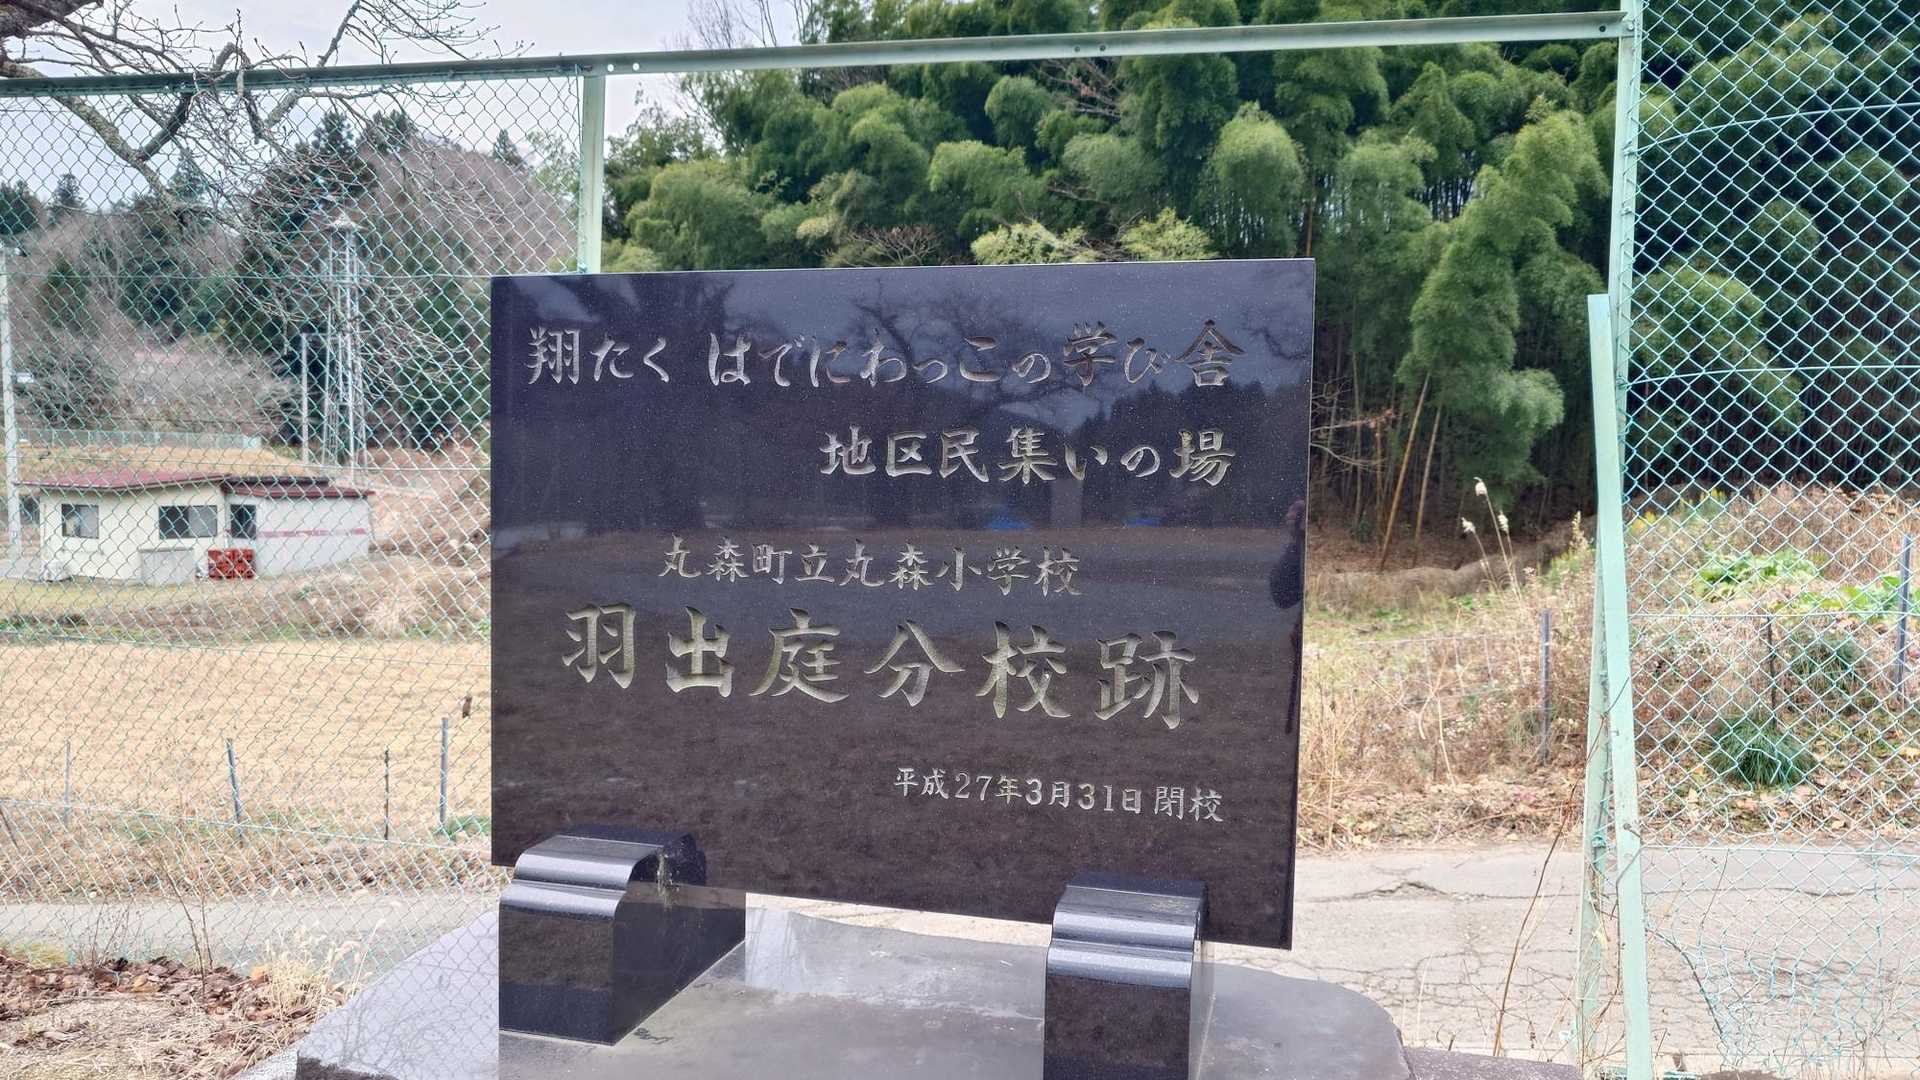 翔たく はでにわっこの学び舎
地区民集いの場
丸森町立丸森小学校
羽出庭分校跡
平成27年3月31日閉校